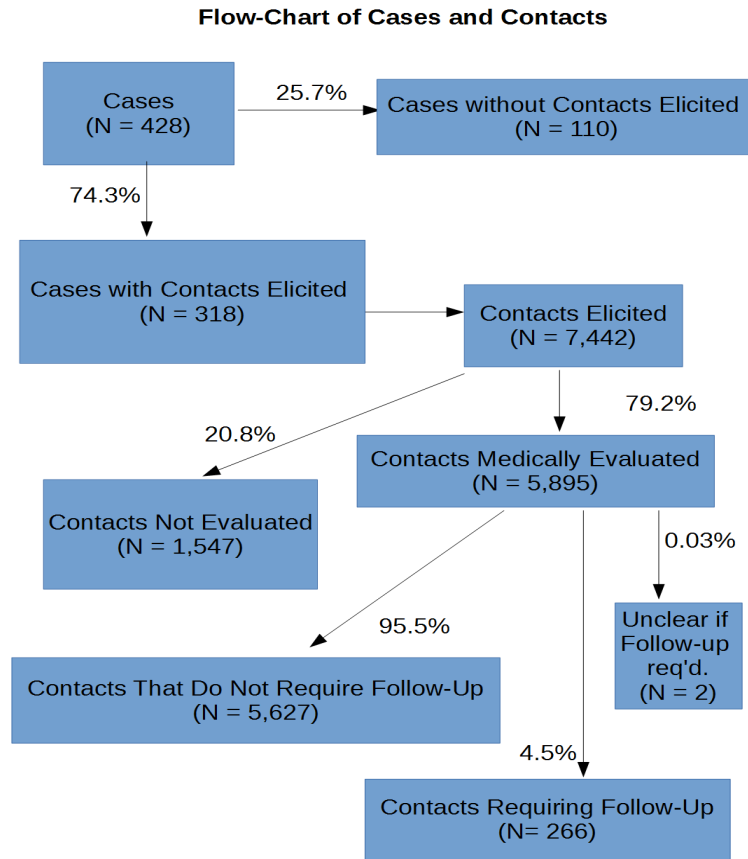 Flow-Chart of Cases and Contacts
Cases
(N = 428)
25.7%
Cases without Contacts Elicited
(N = 110)
74.3%
Cases with Contacts Elicited
(N = 318)
Contacts Elicited
(N = 7,442)
20.8%
79.2%
Contacts Medically Evaluated
(N = 5,895)
Contacts Not Evaluated
(N = 1,547)
0.03%
95.5%
Unclear if
Follow-up
req'd.
(N = 2)
Contacts That Do Not Require Follow-Up
(N = 5,627)
4.5%
Contacts Requiring Follow-Up
(N= 266)